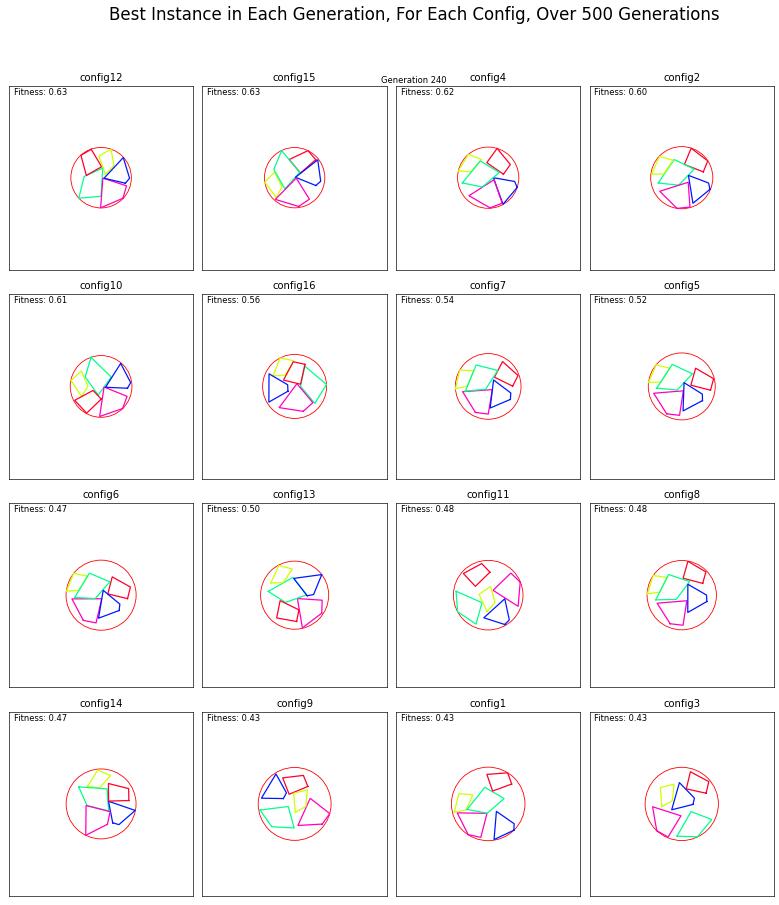 Best Instance in Each Generation, For Each Config, Over 500 Generations
Generation 240
config12
Fitness: 0.63
config15
Fitness: 0.63
config4
Fitness: 0.62
config2
Fitness: 0.60
config10
Fitness: 0.61
config16
Fitness: 0.56
config7
Fitness: 0.54
config5
Fitness: 0.52
config6
Fitness: 0.47
config13
Fitness: 0.50
config11
Fitness: 0.48
config8
Fitness: 0.48
config14
Fitness: 0.47
config9
Fitness: 0.43
config1
Fitness: 0.43
config3
Fitness: 0.43